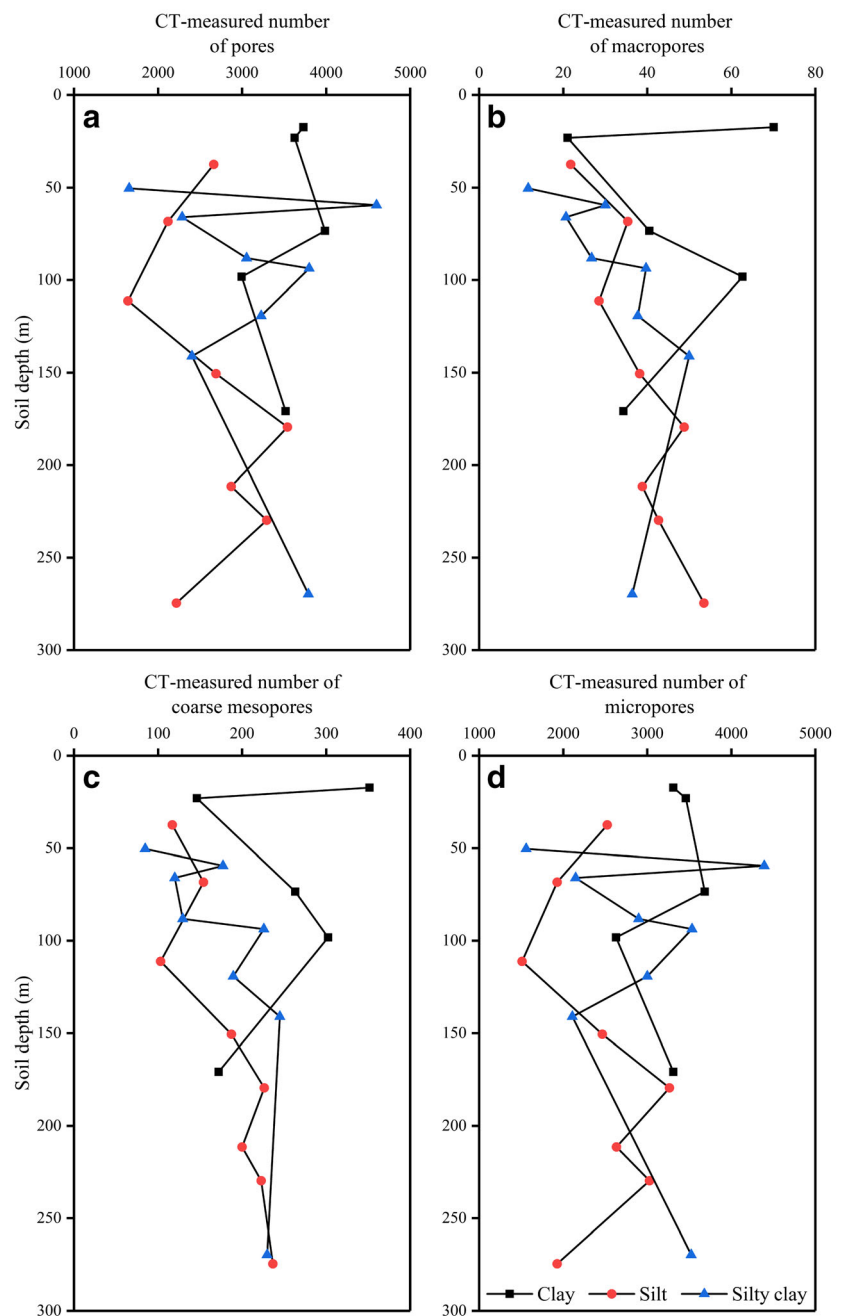 CT-measured number
of pores
1000 2000 3000 4000 5000
a
0
50
100
150
200
250
300
Soil depth (m)
CT-measured number
of macropores
0 20 40 60 80
b
0
50
100
150
200
250
300
CT-measured number of
coarse mesopores
0 100 200 300 400
c
0
50
100
150
200
250
300
Soil depth (m)
CT-measured number of
micropores
1000 2000 3000 4000 5000
d
0
50
100
150
200
250
300
Clay Silt Silty clay